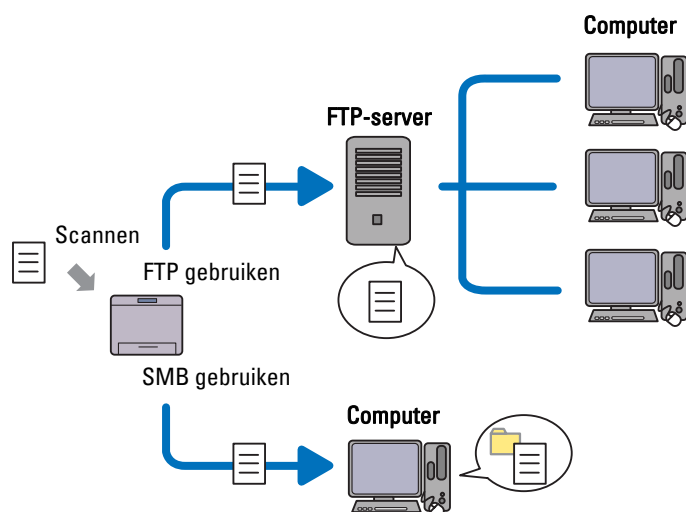 Computer
FTP-server
Scannen
FTP gebruiken
SMB gebruiken
Computer